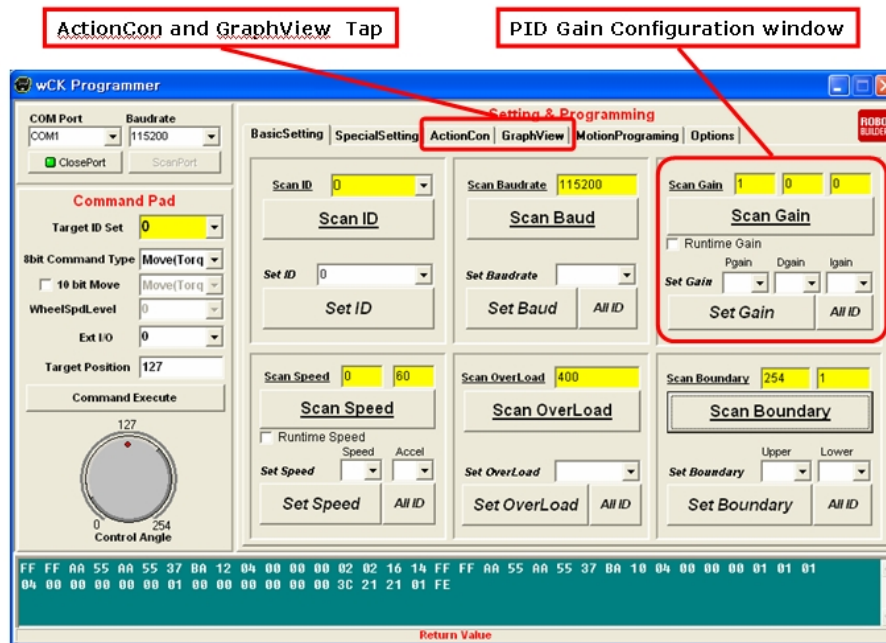 ActionCon and GraphView Tap
PID Gain Configuration window
wCK Programmer
COM Port
Baudrate
COM1
115200
ClosePort
ScanPort
Command Pad
Target ID Set
0
8bit Command Type
Move(Torq
10 bit Move
Move(Torq
WheelSpdLevel
0
Ext I/O
0
Target Position
127
Command Execute
127
0
254
Control Angle
Setting & Programming
ROBO
BUILDER
BasicSetting
SpecialSetting
ActionCon
GraphView
MotionPrograming
Options
Scan ID
0
Scan ID
Set ID
0
Set ID
Scan Baudrate
115200
Scan Baud
Set Baudrate
Set Baud
All ID
Scan Gain
1
0
0
Scan Gain
Runtime Gain
Pgain
Dgain
Igain
Set Gain
Set Gain
All ID
Scan Speed
0
60
Scan Speed
Runtime Speed
Speed
Accel
Set Speed
Set Speed
All ID
Scan OverLoad
400
Scan OverLoad
Set OverLoad
Set OverLoad
All ID
Scan Boundary
254
1
Scan Boundary
Upper
Lower
Set Boundary
Set Boundary
All ID
FF FF AA 55 AA 55 37 BA 12 04 00 00 00 02 02 16 14 FF FF AA 55 AA 55 37 BA 10 04 00 00 00 01 01 01
04 00 00 00 00 00 01 00 00 00 00 00 00 3C 21 21 01 FE
Return Value